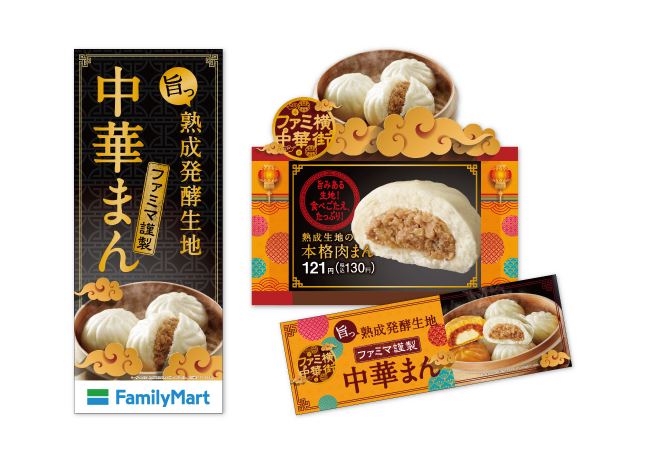 旨っ
熟成発酵生地
中華まん
ファミマ謹製
FamilyMart
ファミ横
中華街
旨みある
生地!
食べごたえ、
たっぷり!
熟成生地の
本格肉まん
121円(税込130円)
旨っ
熟成発酵生地
ファミマ謹製
ファミ横
中華街
中華まん